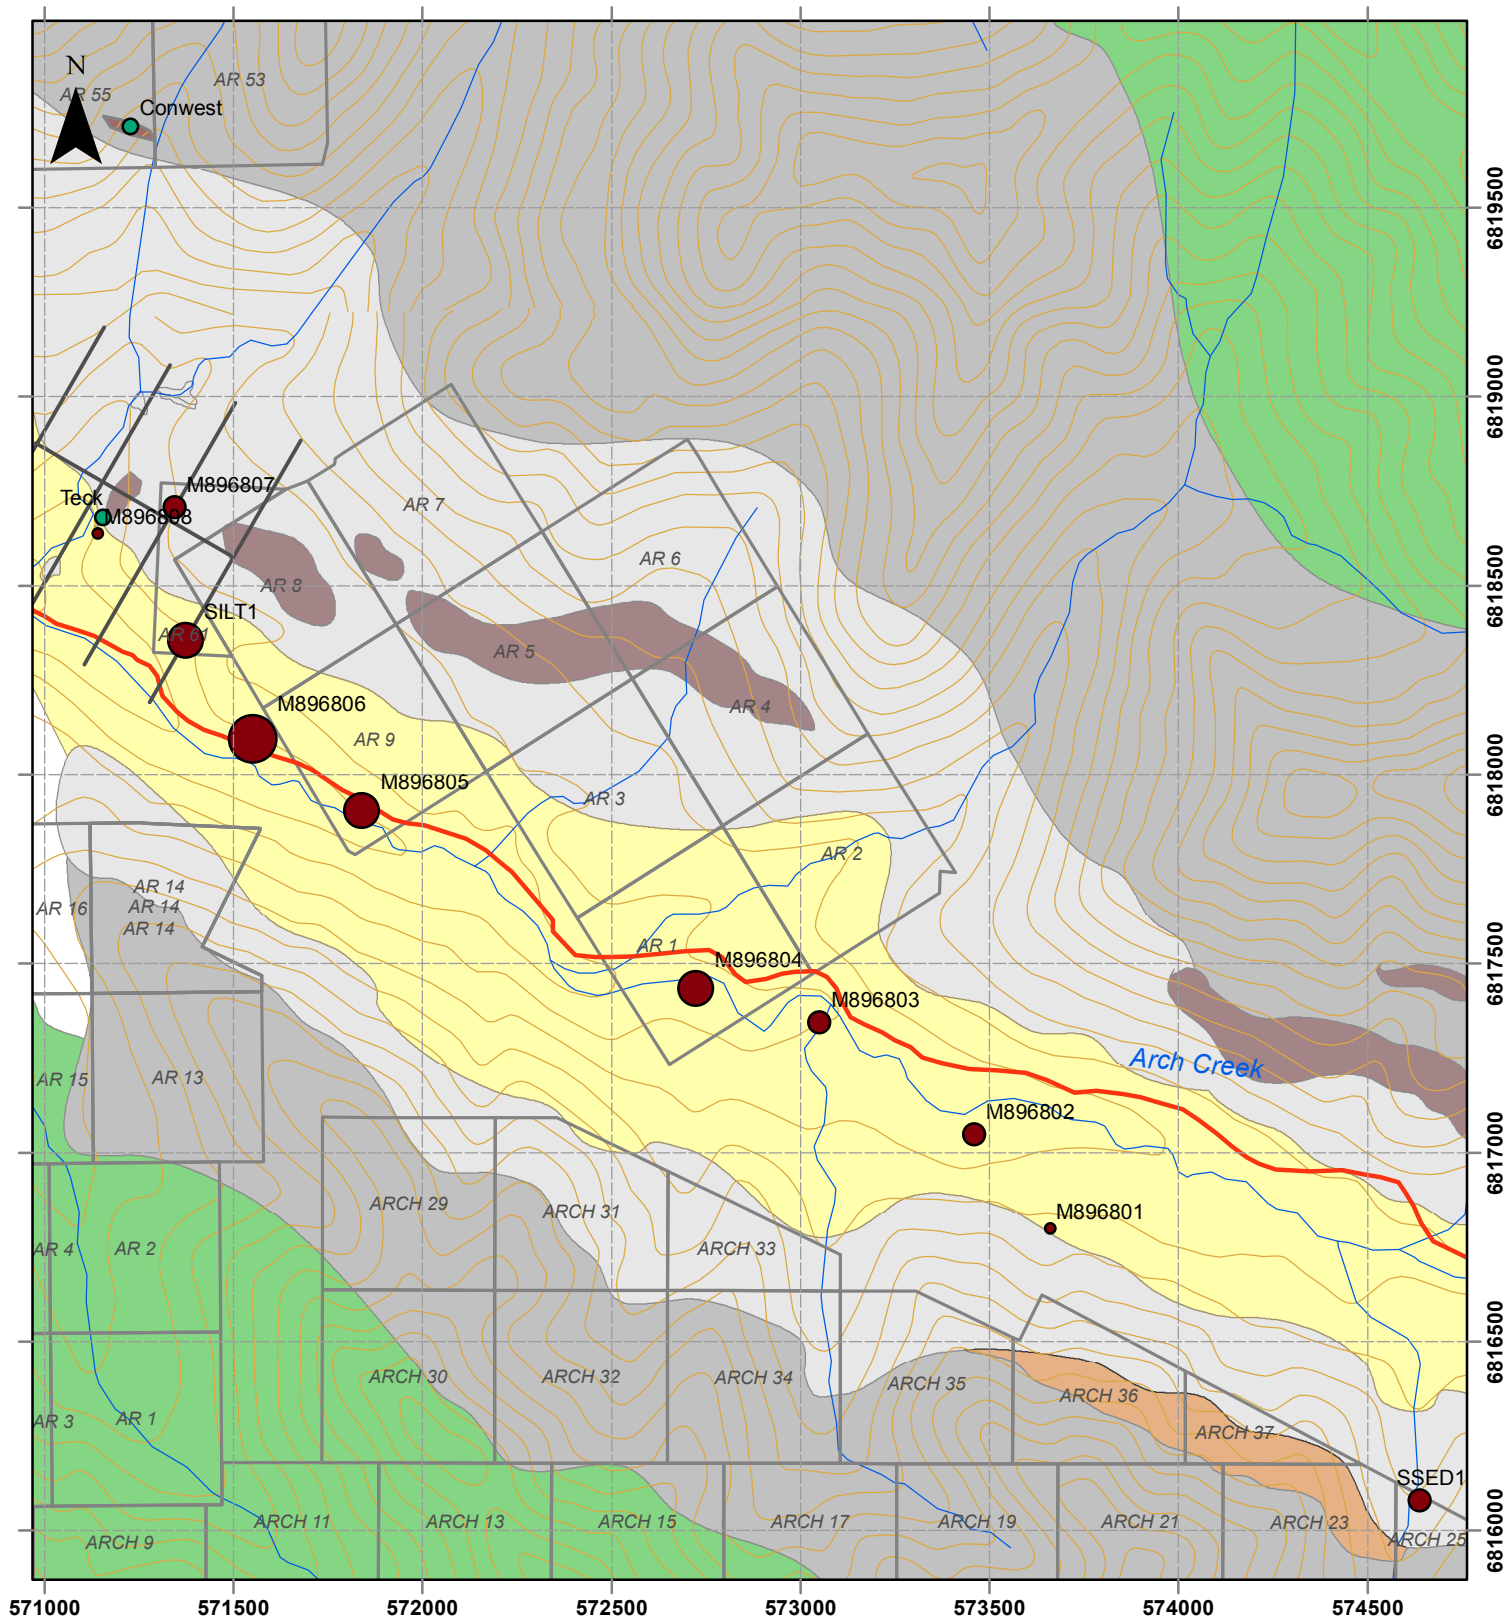 N
AR 53
AR 55
Conwest
6819500
6819000
M896807
Teck
M896808
AR 7
AR 6
6818500
AR 8
SILT1
AR 61
AR 5
M896806
AR 4
AR 9
M896805
6818000
AR 3
AR 2
AR 14
AR 16
AR 14
AR 14
AR 1
M896804
6817500
M896803
Arch Creek
AR 15
AR 13
M896802
6817000
ARCH 29
ARCH 31
M896801
AR 4
AR 2
ARCH 33
6816500
ARCH 30
ARCH 32
ARCH 34
ARCH 35
ARCH 36
AR 3
AR 1
ARCH 37
SSED1
ARCH 11
ARCH 13
ARCH 15
ARCH 17
ARCH 19
ARCH 21
ARCH 23
6816000
ARCH 9
ARCH 25
571000
571500
572000
572500
573000
573500
574000
574500